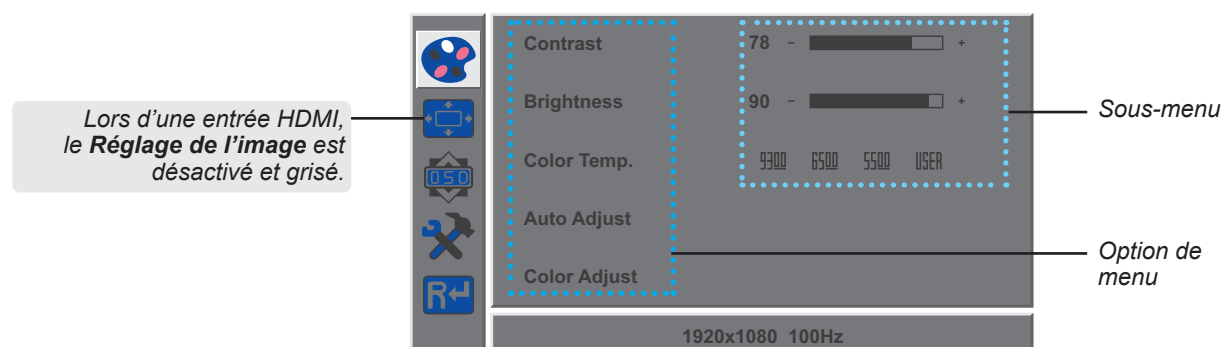 Lors d’une entrée HDMI,
le Réglage de l’image est
désactivé et grisé.
OSD
R
Contrast 78 - +
Brightness 90 - +
Color Temp. 9300 6500 5500 USER
Auto Adjust
Color Adjust
1920x1080 100Hz
Sous-menu
Option de
menu